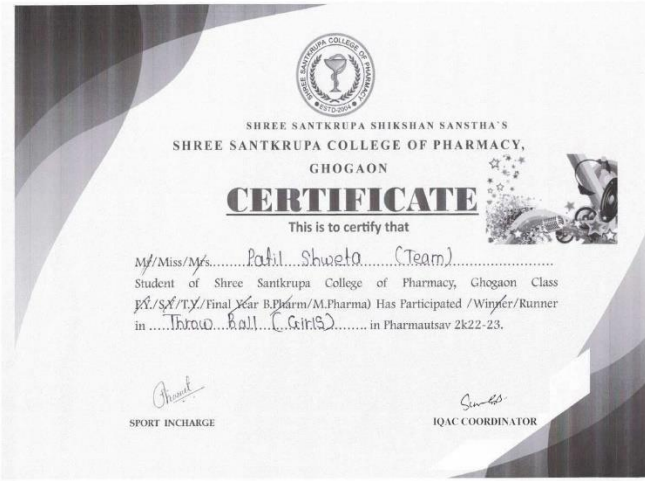 SHREE SANTKRUPA COLLEGE OF PHARMACY
ESTD-2004
SHREE SANTKRUPA SHIKSHAN SANSTHA`S
SHREE SANTKRUPA COLLEGE OF PHARMACY,
GHOGAON
CERTIFICATE
This is to certify that
Mr/Miss/Mrs......... Patil Shweta (Team).........
Student of Shree Santkrupa College of Pharmacy, Ghogaon Class
F.Y./S.Y/T.Y./Final Year B.Pharm/M.Pharma) Has Participated /Winner/Runner
in ..... Throw Ball (Girls)......... in Pharmautsav 2k22-23.
SPORT INCHARGE
IQAC COORDINATOR